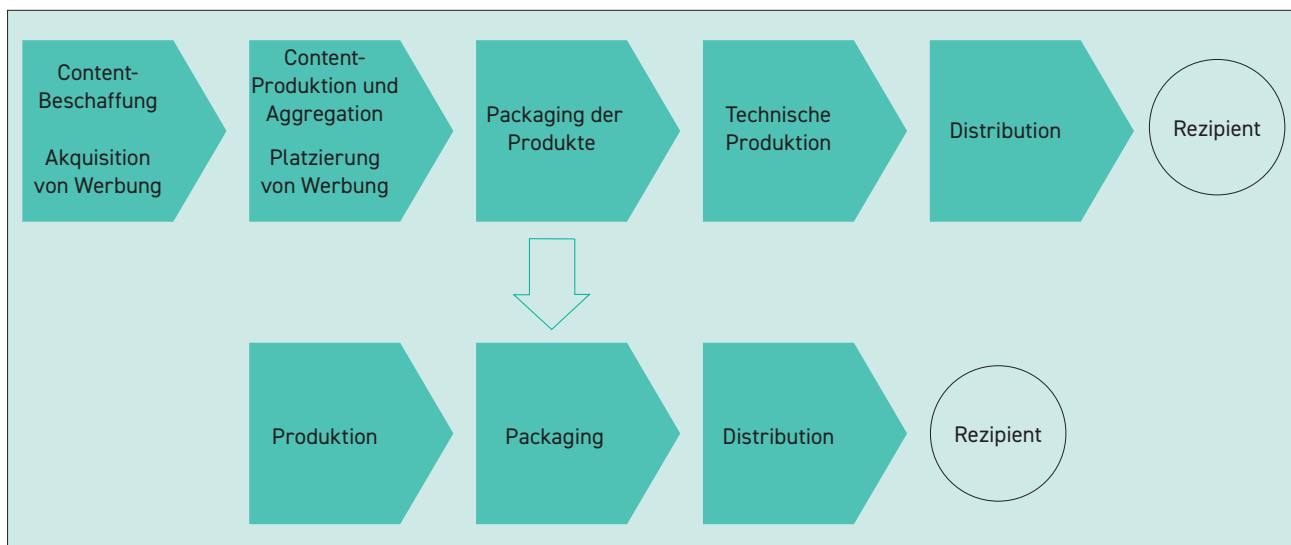 Content-
Beschaffung
Akquisition
von Werbung
Content-
Produktion und
Aggregation
Platzierung
von Werbung
Packaging der
Produkte
Technische
Produktion
Distribution
Rezipient
Produktion
Packaging
Distribution
Rezipient